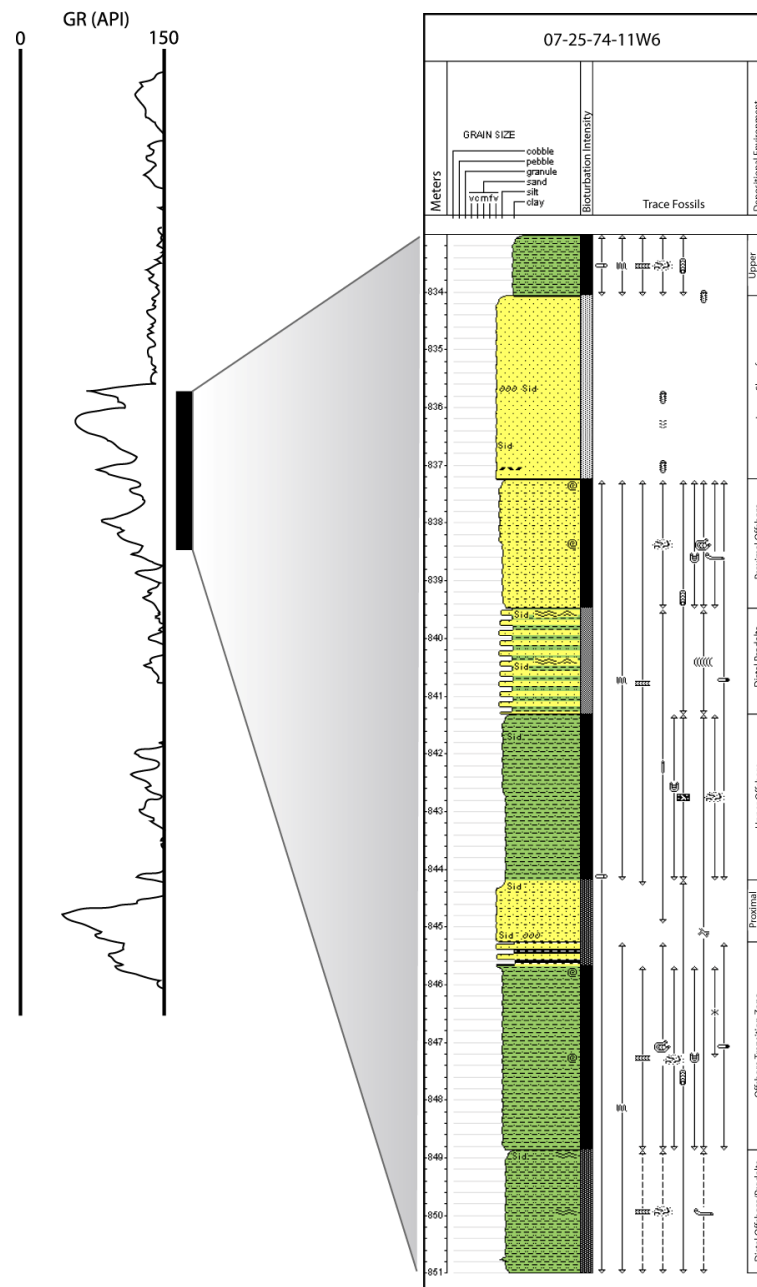 GR (API)
0
150
07-25-74-11W6
Meters
GRAIN SIZE
cobble
pebble
granule
sand
vcmfv
silt
clay
Bioturbation Intensity
Trace Fossils
Upper
834
835
Sid
836
Sid
837
838
839
Sid
840
Sid
841
Sid
842
843
844
Sid
Proximal
845
Sid
846
847
848
849
Sid
850
851